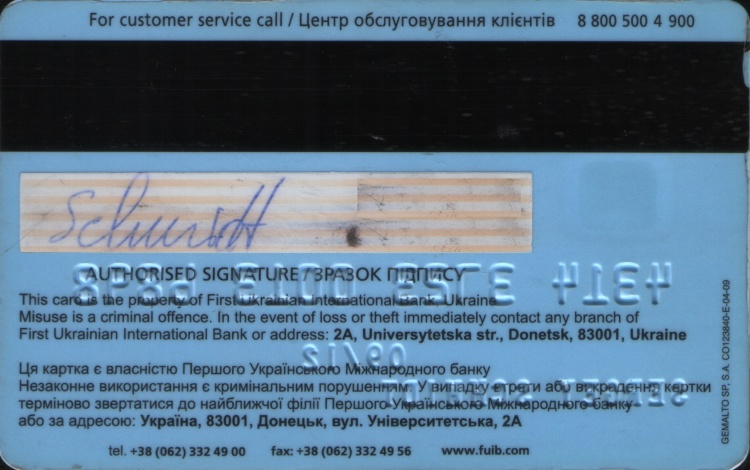 For customer service call / Центр обслуговування клієнтів 8 800 500 4 900
Schmidt
AUTHORISED SIGNATURE / ЗРАЗОК ПІДПИСУ
This card is the property of First Ukrainian International Bank, Ukraine
Misuse is a criminal offence. In the event of loss or theft immediately contact any branch of
First Ukrainian International Bank or address: 2A, Universytetska str., Donetsk, 83001, Ukraine
Ця картка є власністю Першого Українського Міжнародного банку
Незаконне використання є кримінальним порушенням. У випадку втрати або викрадення картки
терміново звертатися до найближчої філії Першого Українського Міжнародного банку
або за адресою: Україна, 83001, Донецьк, вул. Університетська, 2А
tel. +38 (062) 332 49 00 fax: +38 (062) 332 49 56 www.fuib.com
GEMALTO SP, S.A. CO123840-E-04-09